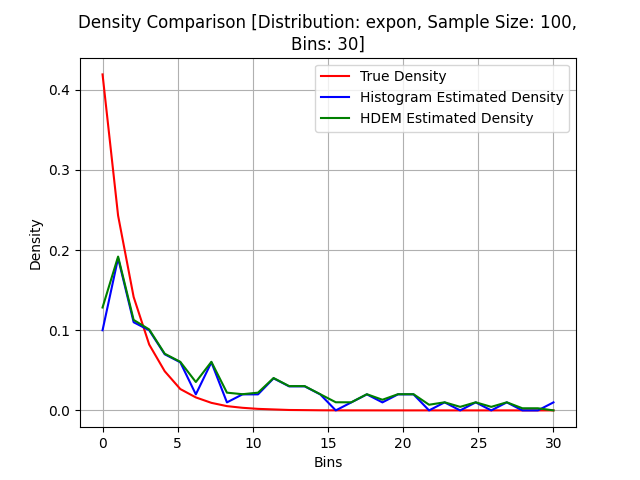 Density Comparison [Distribution: expon, Sample Size: 100,
Bins: 30]
True Density
Histogram Estimated Density
HDEM Estimated Density
Density
0.4
0.3
0.2
0.1
0.0
0 5 10 15 20 25 30
Bins